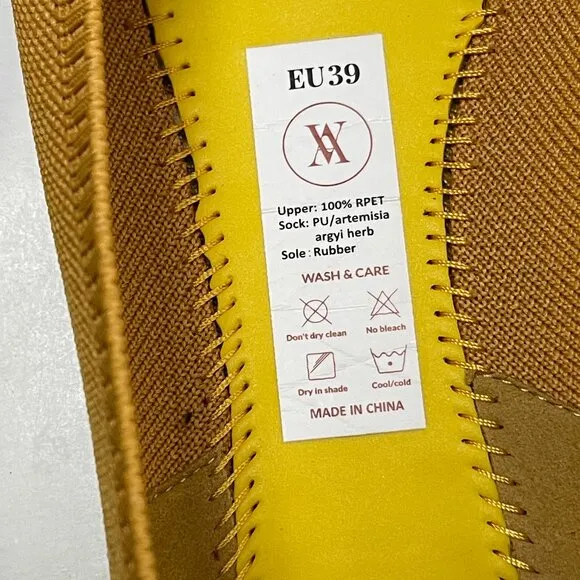 EU39
Upper: 100% RPET
Sock: PU/artemisia
argyi herb
Sole: Rubber
WASH & CARE
Don't dry clean
No bleach
Dry in shade
Cool/cold
MADE IN CHINA